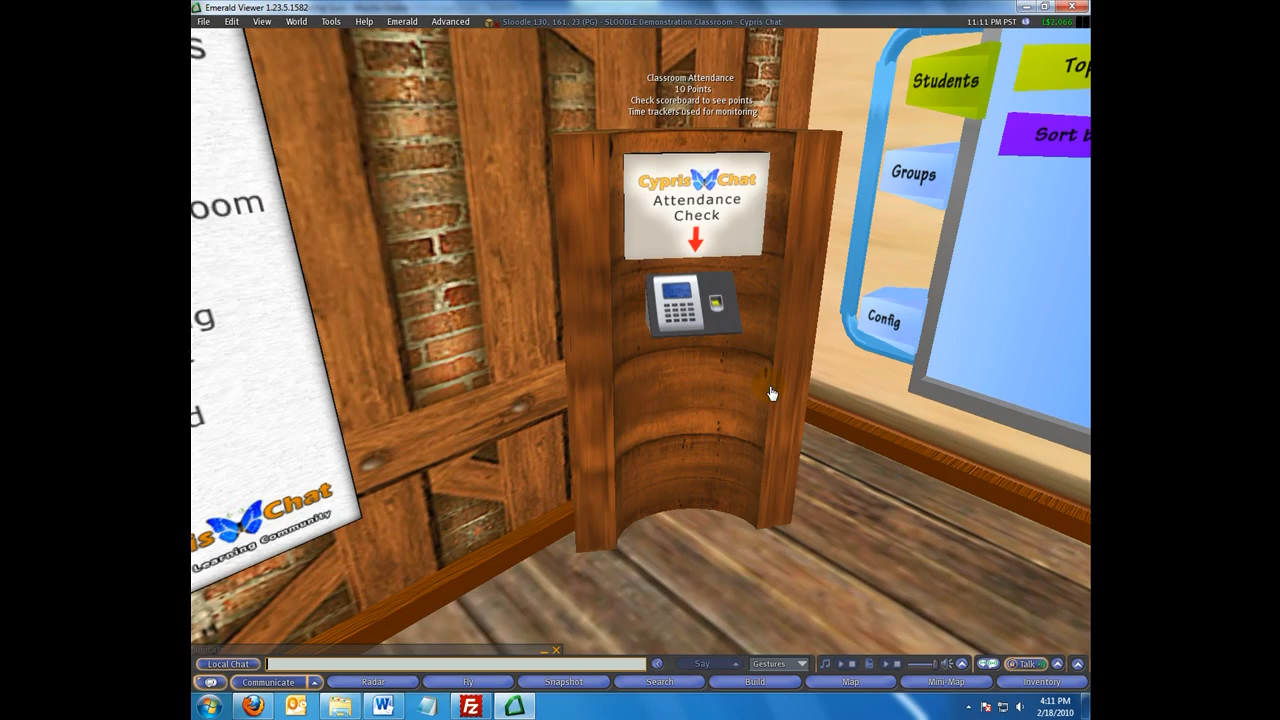 Emerald Viewer 1.23.5.1582
File Edit View World Tools Help Emerald Advanced
Sloodle 130, 161, 23 (PG) - SLOODLE Demonstration Classroom - Cypris Chat
11:11 PM PST
L$2,066
s
oom
g
d
is Chat
Learning Community
Classroom Attendance
10 Points
Check scoreboard to see points
Time trackers used for monitoring
Cypris Chat
Attendance
Check
Students
Groups
Config
Top
Sort b
Local Chat
Say
Gestures
Talk
Communicate
Radar
Fly
Snapshot
Search
Build
Map
Mini-Map
Inventory
4:11 PM
2/18/2010